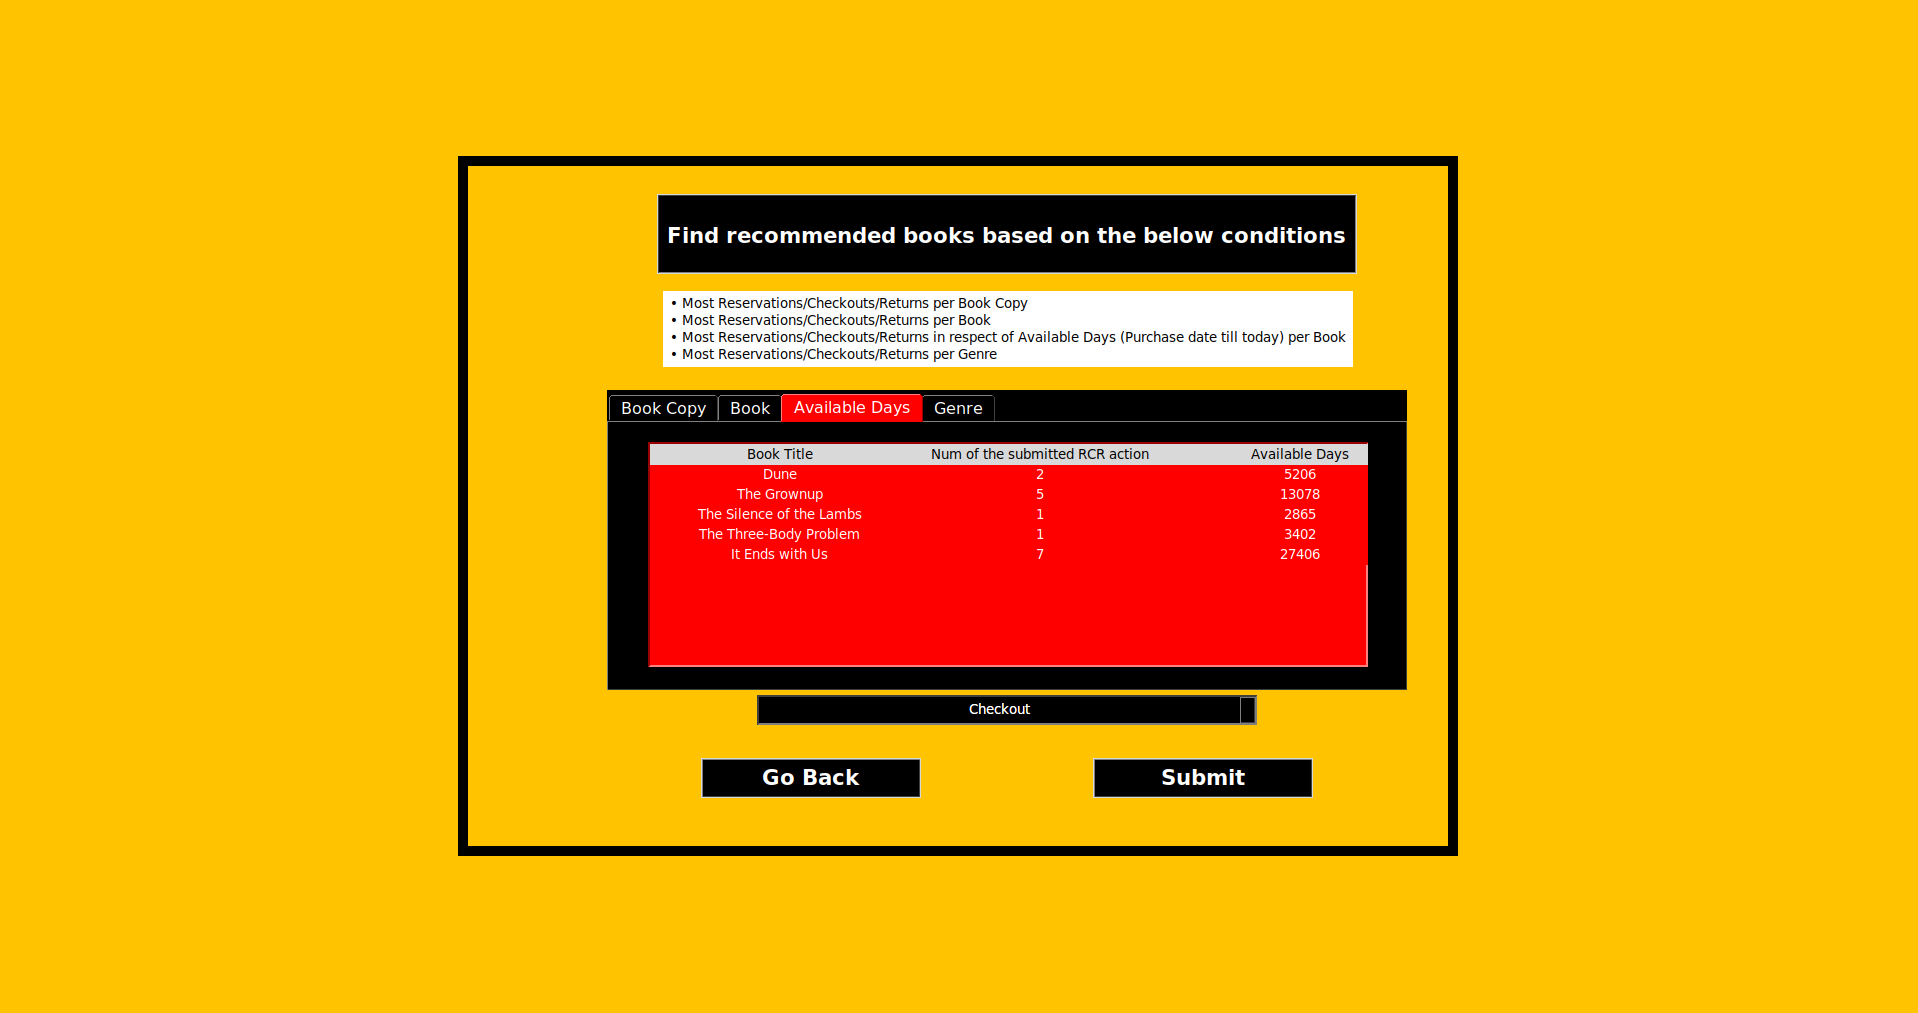 Find recommended books based on the below conditions
• Most Reservations/Checkouts/Returns per Book Copy
• Most Reservations/Checkouts/Returns per Book
• Most Reservations/Checkouts/Returns in respect of Available Days (Purchase date till today) per Book
• Most Reservations/Checkouts/Returns per Genre
Book Copy Book Available Days Genre
Book Title Num of the submitted RCR action Available Days
Dune 2 5206
The Grownup 5 13078
The Silence of the Lambs 1 2865
The Three-Body Problem 1 3402
It Ends with Us 7 27406
Checkout
Go Back Submit